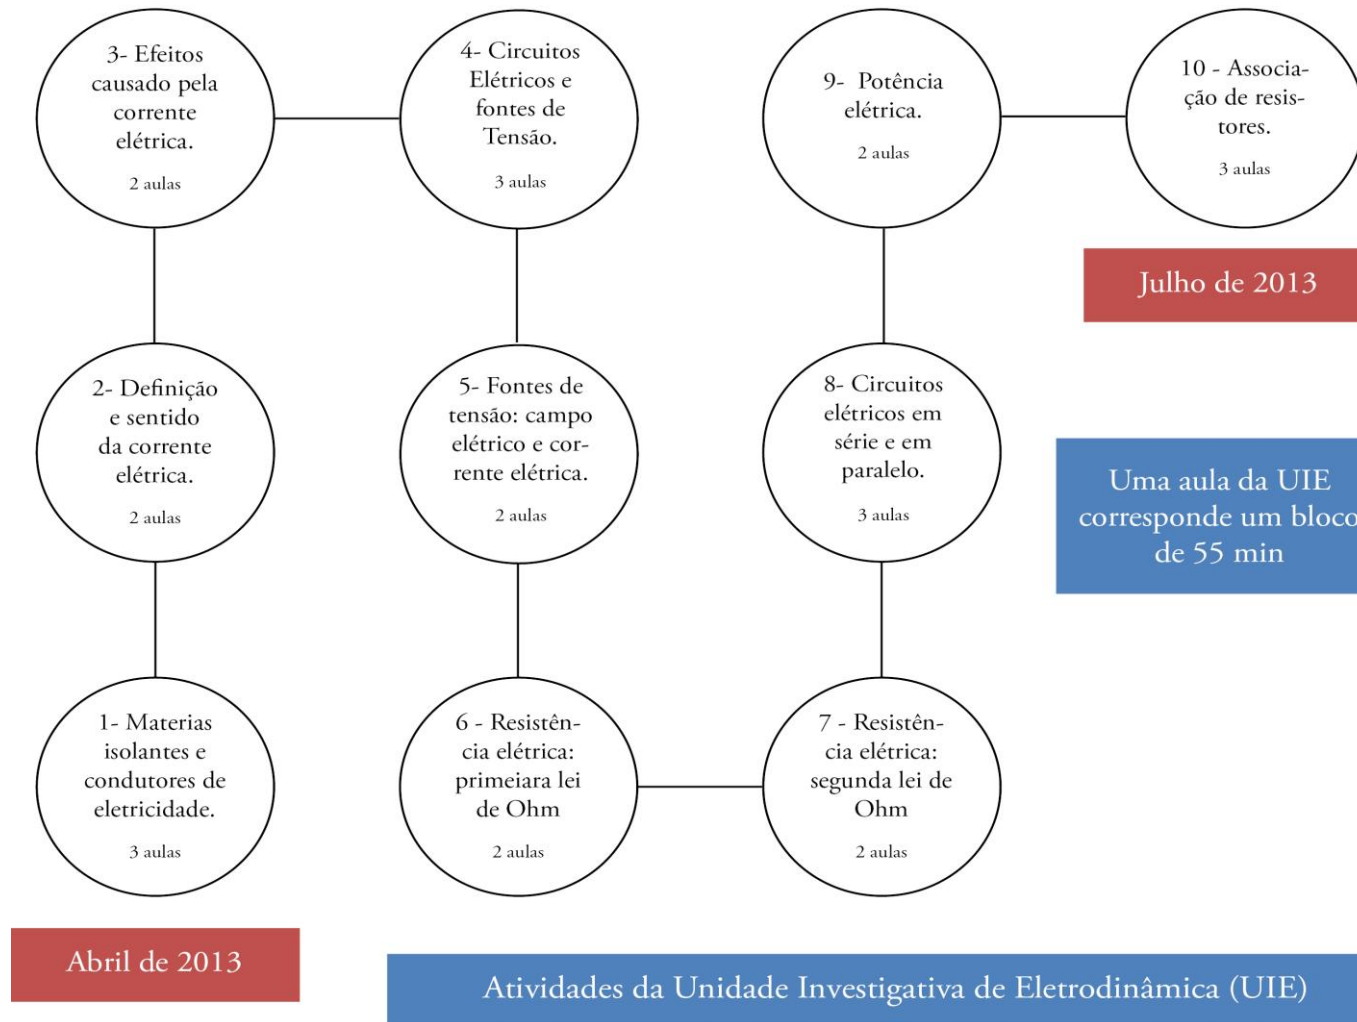 3- Efeitos
causado pela
corrente
elétrica.
2 aulas
4- Circuitos
Elétricos e
fontes de
Tensão.
3 aulas
9- Potência
elétrica.
2 aulas
10 - Associa-
ção de resis-
tores.
3 aulas
Julho de 2013
2- Definição
e sentido
da corrente
elétrica.
2 aulas
5- Fontes de
tensão: campo
elétrico e cor-
rente elétrica.
2 aulas
8- Circuitos
elétricos em
série e em
paralelo.
3 aulas
Uma aula da UIE
corresponde um bloco
de 55 min
1- Materias
isolantes e
condutores de
eletricidade.
3 aulas
6 - Resistên-
cia elétrica:
primeiara lei
de Ohm
2 aulas
7 - Resistên-
cia elétrica:
segunda lei de
Ohm
2 aulas
Abril de 2013
Atividades da Unidade Investigativa de Eletrodinâmica (UIE)